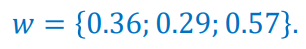 w = {0.36; 0.29; 0.57}.